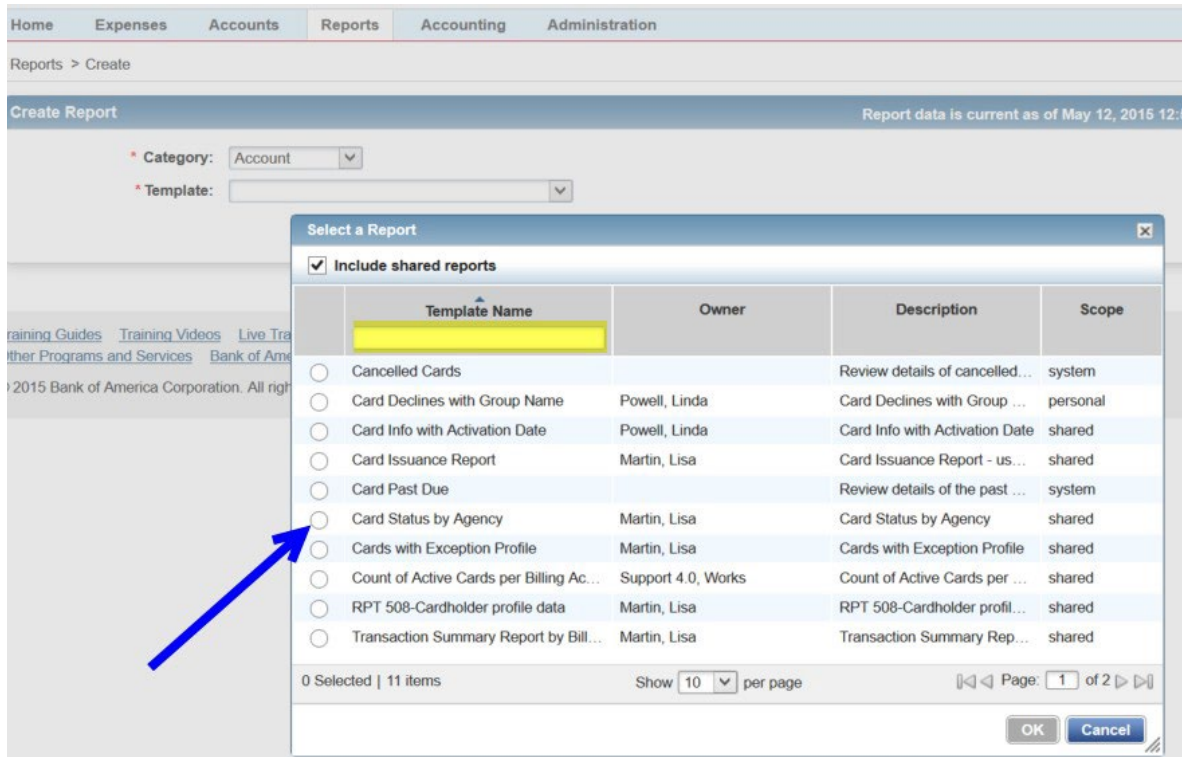 Home Expenses Accounts Reports Accounting Administration
Reports > Create
Create Report Report data is current as of May 12, 2015 12:
* Category: Account
* Template:
Select a Report
Include shared reports
Template Name Owner Description Scope
Cancelled Cards Review details of cancelled... system
Card Declines with Group Name Powell, Linda Card Declines with Group ... personal
Card Info with Activation Date Powell, Linda Card Info with Activation Date shared
Card Issuance Report Martin, Lisa Card Issuance Report - us... shared
Card Past Due Review details of the past ... system
Card Status by Agency Martin, Lisa Card Status by Agency shared
Cards with Exception Profile Martin, Lisa Cards with Exception Profile shared
Count of Active Cards per Billing Ac... Support 4.0, Works Count of Active Cards per ... shared
RPT 508-Cardholder profile data Martin, Lisa RPT 508-Cardholder profil... shared
Transaction Summary Report by Bill... Martin, Lisa Transaction Summary Rep... shared
0 Selected | 11 items Show 10 per page Page: 1 of 2
OK Cancel
raining Guides Training Videos Live Tra
ther Programs and Services Bank of Ame
2015 Bank of America Corporation. All righ